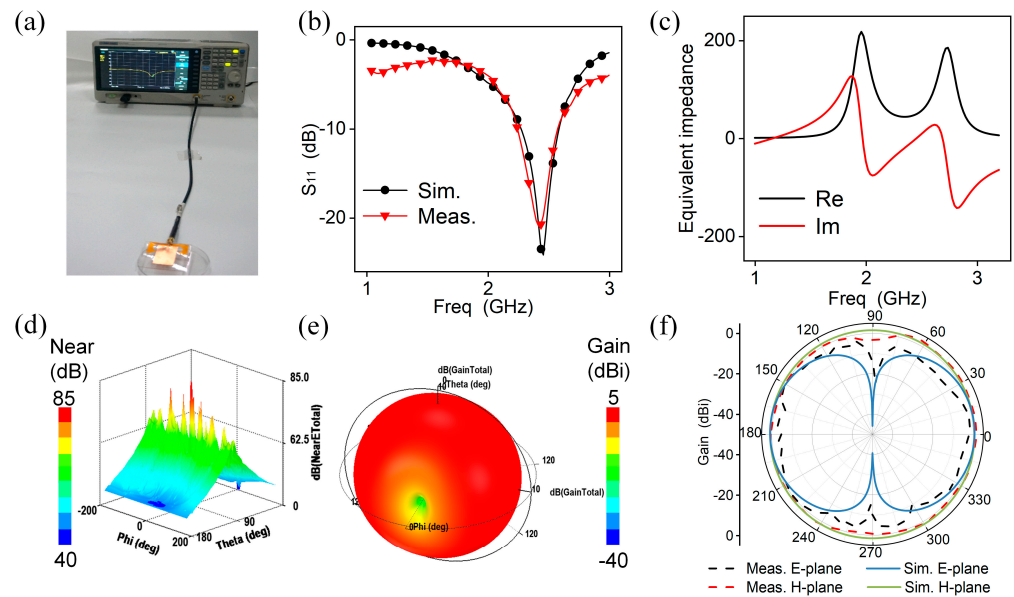 (a)
(b)
0
-10
-20
S11 (dB)
Sim.
Meas.
1
2
3
Freq (GHz)
(c)
200
0
-200
Equivalent impedance
Re
Im
1
2
3
Freq (GHz)
(d)
Near
(dB)
85
40
85.0
62.5
0
dB(NearETotal)
-200
0
200
Phi (deg)
180
90
0
Theta (deg)
(e)
dB(GainTotal)
Theta (deg)
120
-10
dB(GainTotal)
120
0Phi (deg)
Gain
(dBi)
5
-40
(f)
90
120
60
150
30
180
0
210
330
240
300
270
0
-20
-40
-40
-20
0
Gain (dBi)
Meas. E-plane
Sim. E-plane
Meas. H-plane
Sim. H-plane